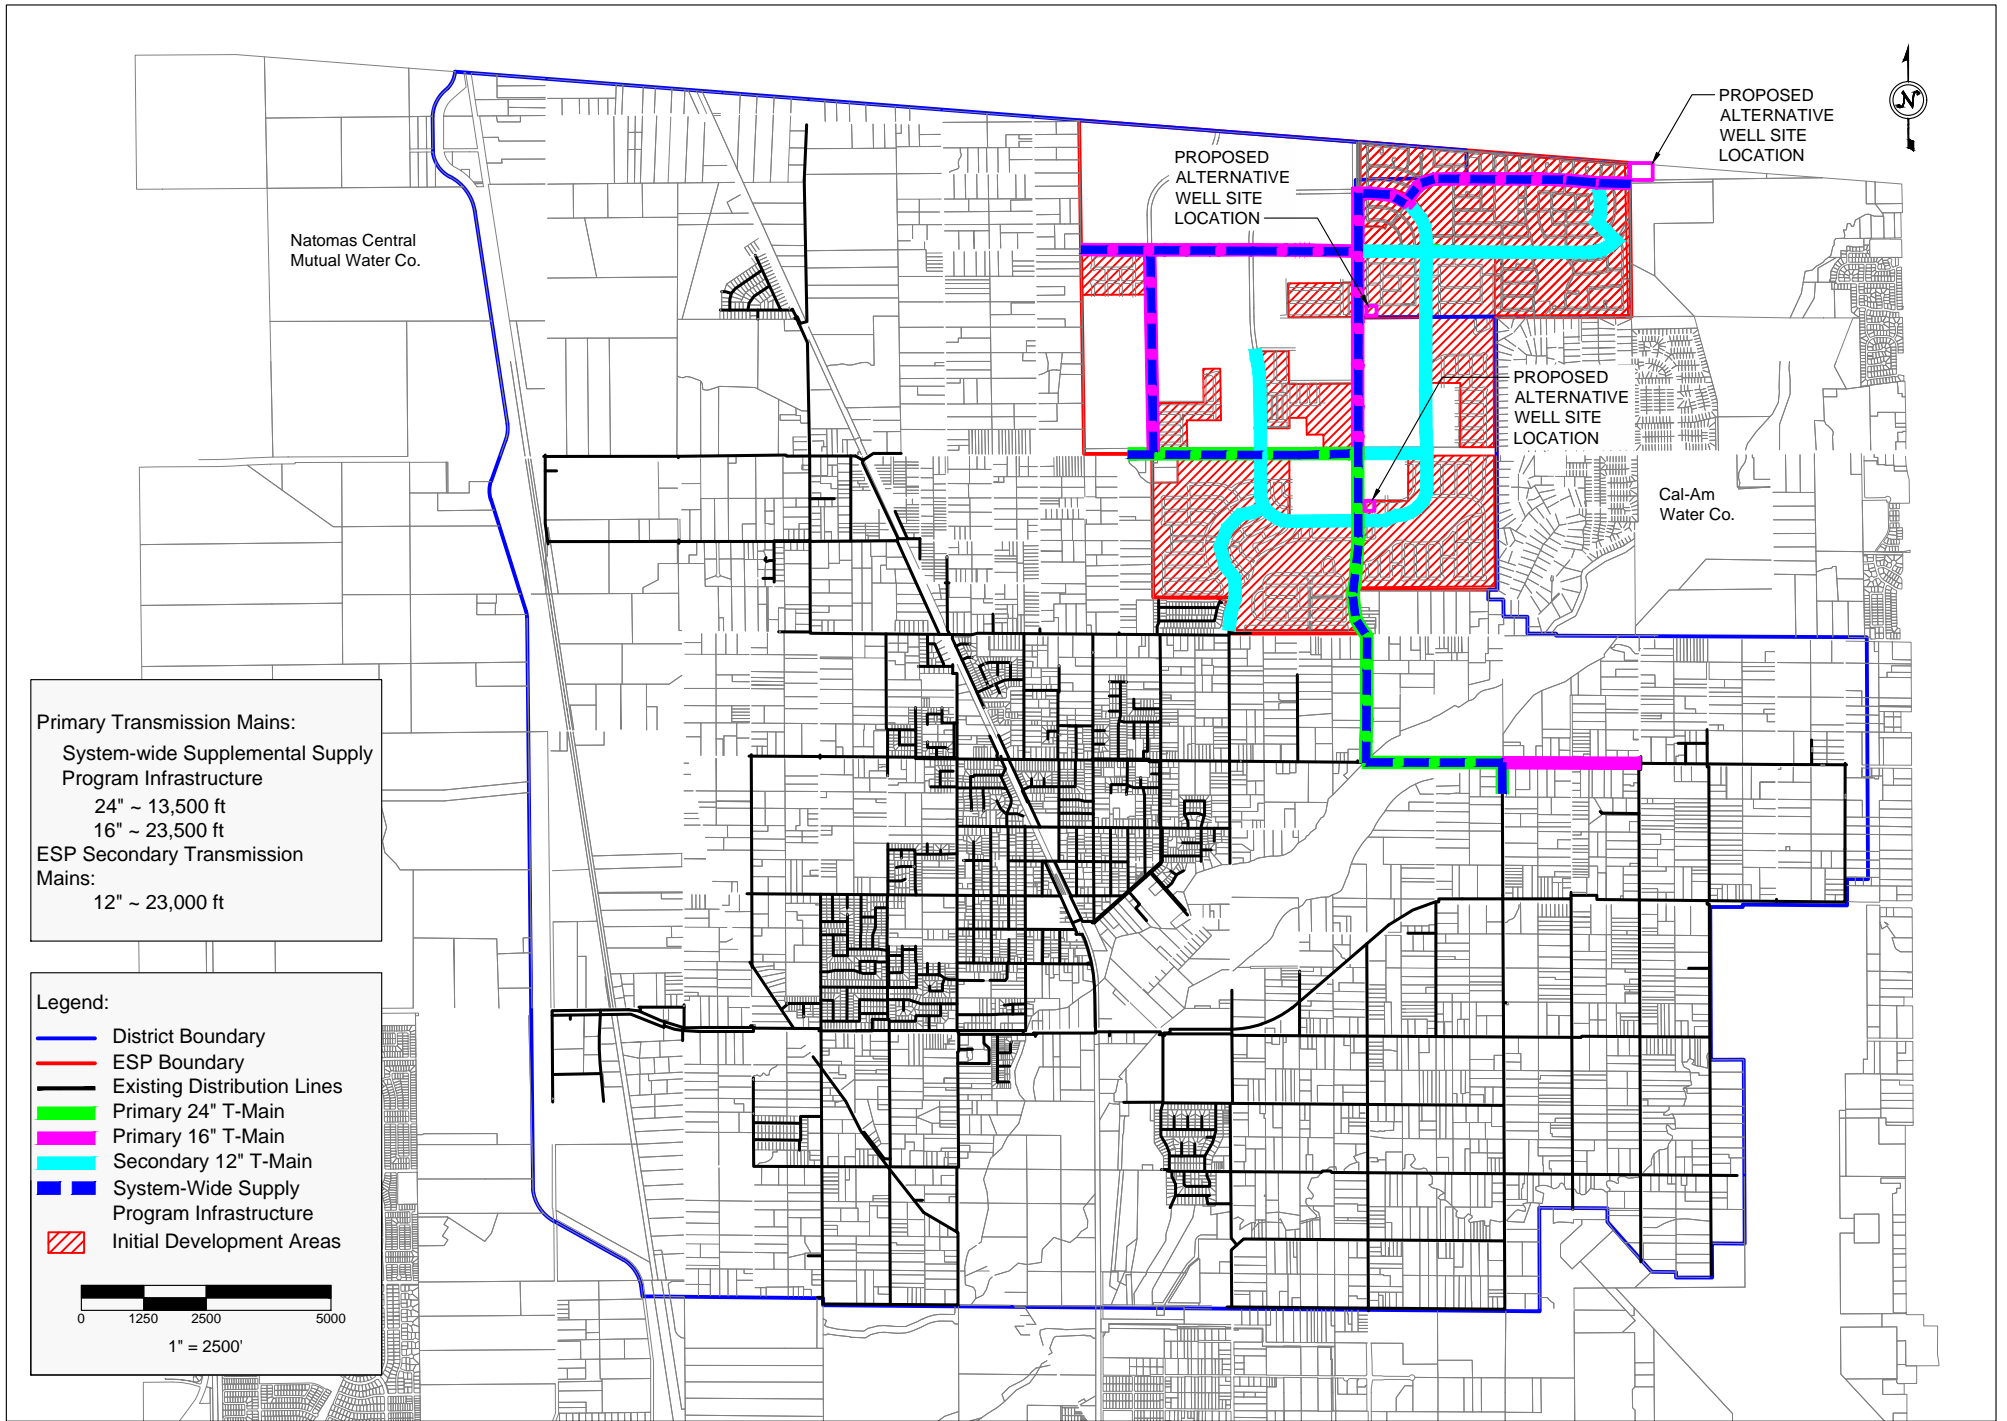 PROPOSED
ALTERNATIVE
WELL SITE
LOCATION
N
PROPOSED
ALTERNATIVE
WELL SITE
LOCATION
Natomas Central
Mutual Water Co.
PROPOSED
ALTERNATIVE
WELL SITE
LOCATION
Cal-Am
Water Co.
Primary Transmission Mains:
System-wide Supplemental Supply
Program Infrastructure
24" ~ 13,500 ft
16" ~ 23,500 ft
ESP Secondary Transmission
Mains:
12" ~ 23,000 ft
Legend:
District Boundary
ESP Boundary
Existing Distribution Lines
Primary 24" T-Main
Primary 16" T-Main
Secondary 12" T-Main
System-Wide Supply
Program Infrastructure
Initial Development Areas
0 1250 2500 5000
1" = 2500'